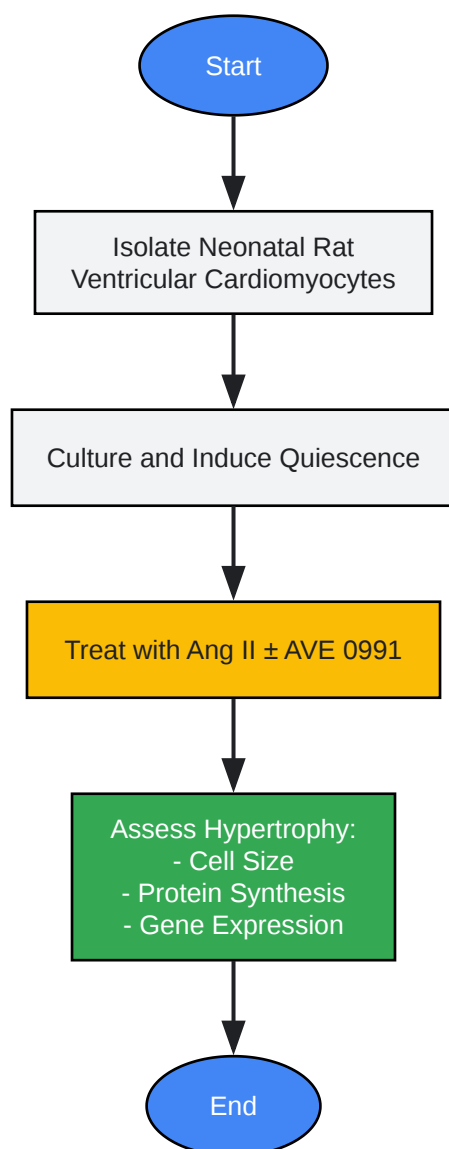 Start
Isolate Neonatal Rat
Ventricular Cardiomyocytes
Culture and Induce Quiescence
Treat with Ang II ± AVE 0991
Assess Hypertrophy:
- Cell Size
- Protein Synthesis
- Gene Expression
End